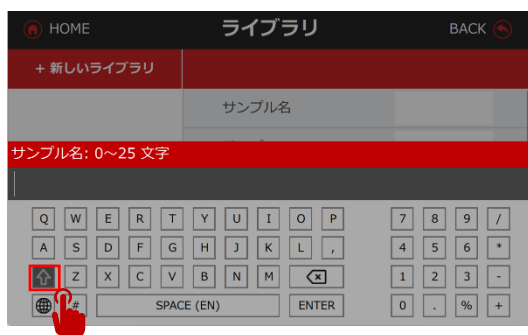 HOME ライブラリ BACK
+ 新しいライブラリ
サンプル名
サンプル名: 0～25 文字
Q W E R T Y U I O P 7 8 9 /
A S D F G H J K L , 4 5 6 *
Z X C V B N M 1 2 3 -
# SPACE (EN) ENTER 0 . % +